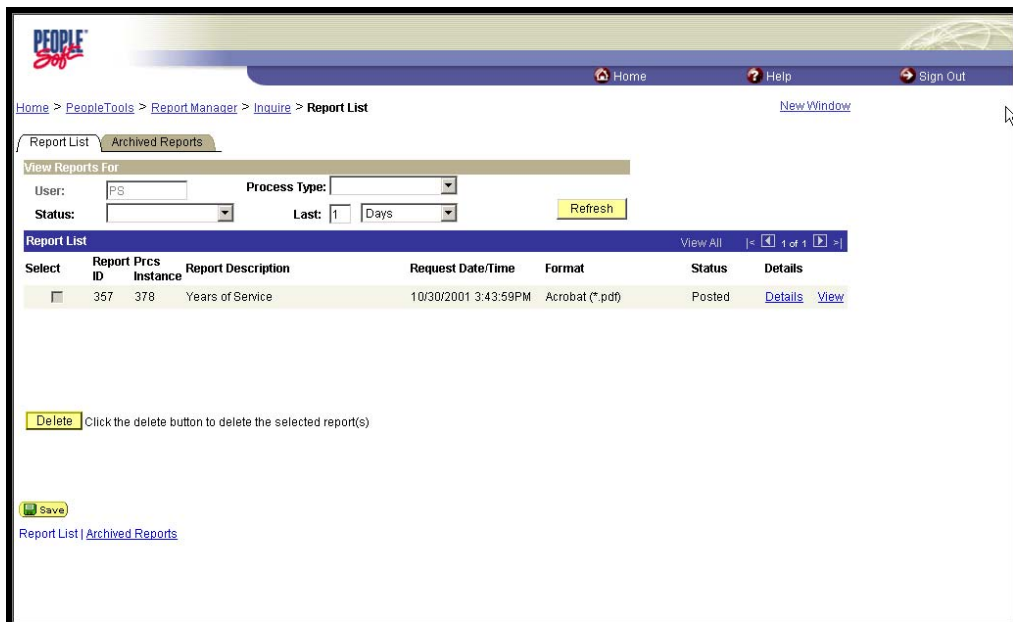 PEOPLE
Soft
Home Help Sign Out
Home > PeopleTools > Report Manager > Inquire > Report List New Window
Report List Archived Reports
View Reports For
User: PS Process Type:
Status: Last: 1 Days Refresh
Report List View All |< 1 of 1 >|
Select Report ID Prcs Instance Report Description Request Date/Time Format Status Details
357 378 Years of Service 10/30/2001 3:43:59PM Acrobat (*.pdf) Posted Details View
Delete Click the delete button to delete the selected report(s)
Save
Report List | Archived Reports